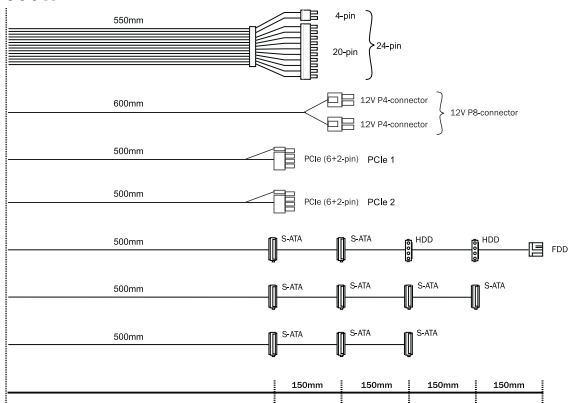 550mm
4-pin
20-pin
24-pin
600mm
12V P4-connector
12V P4-connector
12V P8-connector
500mm
PCIe (6+2-pin) PCIe 1
500mm
PCIe (6+2-pin) PCIe 2
500mm
S-ATA
S-ATA
HDD
HDD
FDD
500mm
S-ATA
S-ATA
S-ATA
S-ATA
500mm
S-ATA
S-ATA
S-ATA
150mm
150mm
150mm
150mm